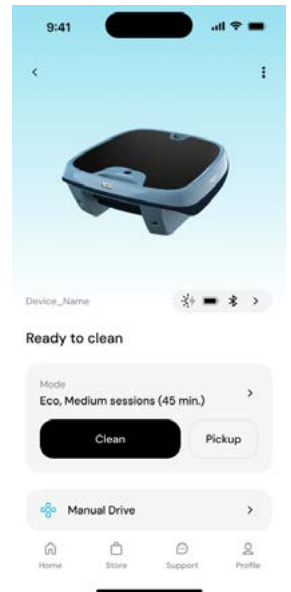 9:41
Device_Name
Ready to clean
Mode
Eco, Medium sessions (45 min.)
Clean
Pickup
Manual Drive
Home
Store
Support
Profile